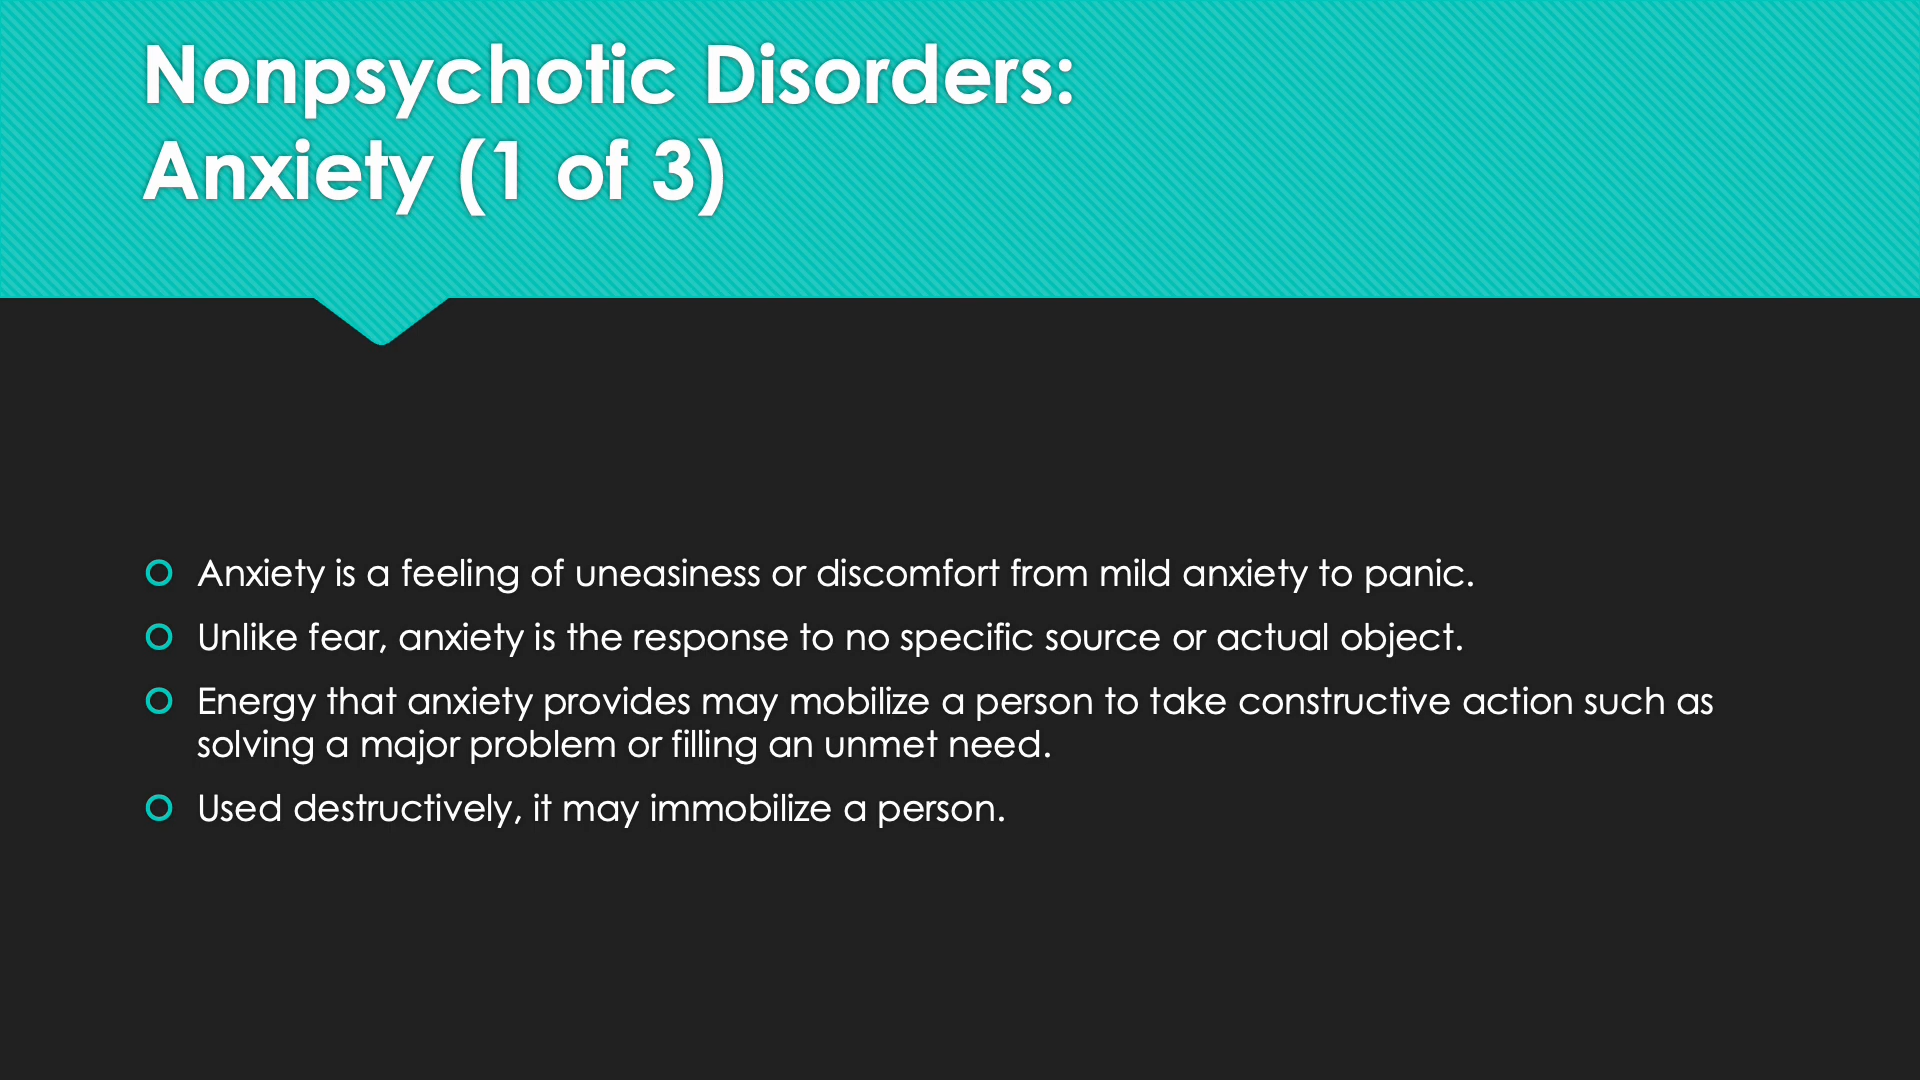 Nonpsychotic Disorders:
Anxiety (1 of 3)
Anxiety is a feeling of uneasiness or discomfort from mild anxiety to panic.
Unlike fear, anxiety is the response to no specific source or actual object.
Energy that anxiety provides may mobilize a person to take constructive action such as
solving a major problem or filling an unmet need.
Used destructively, it may immobilize a person.